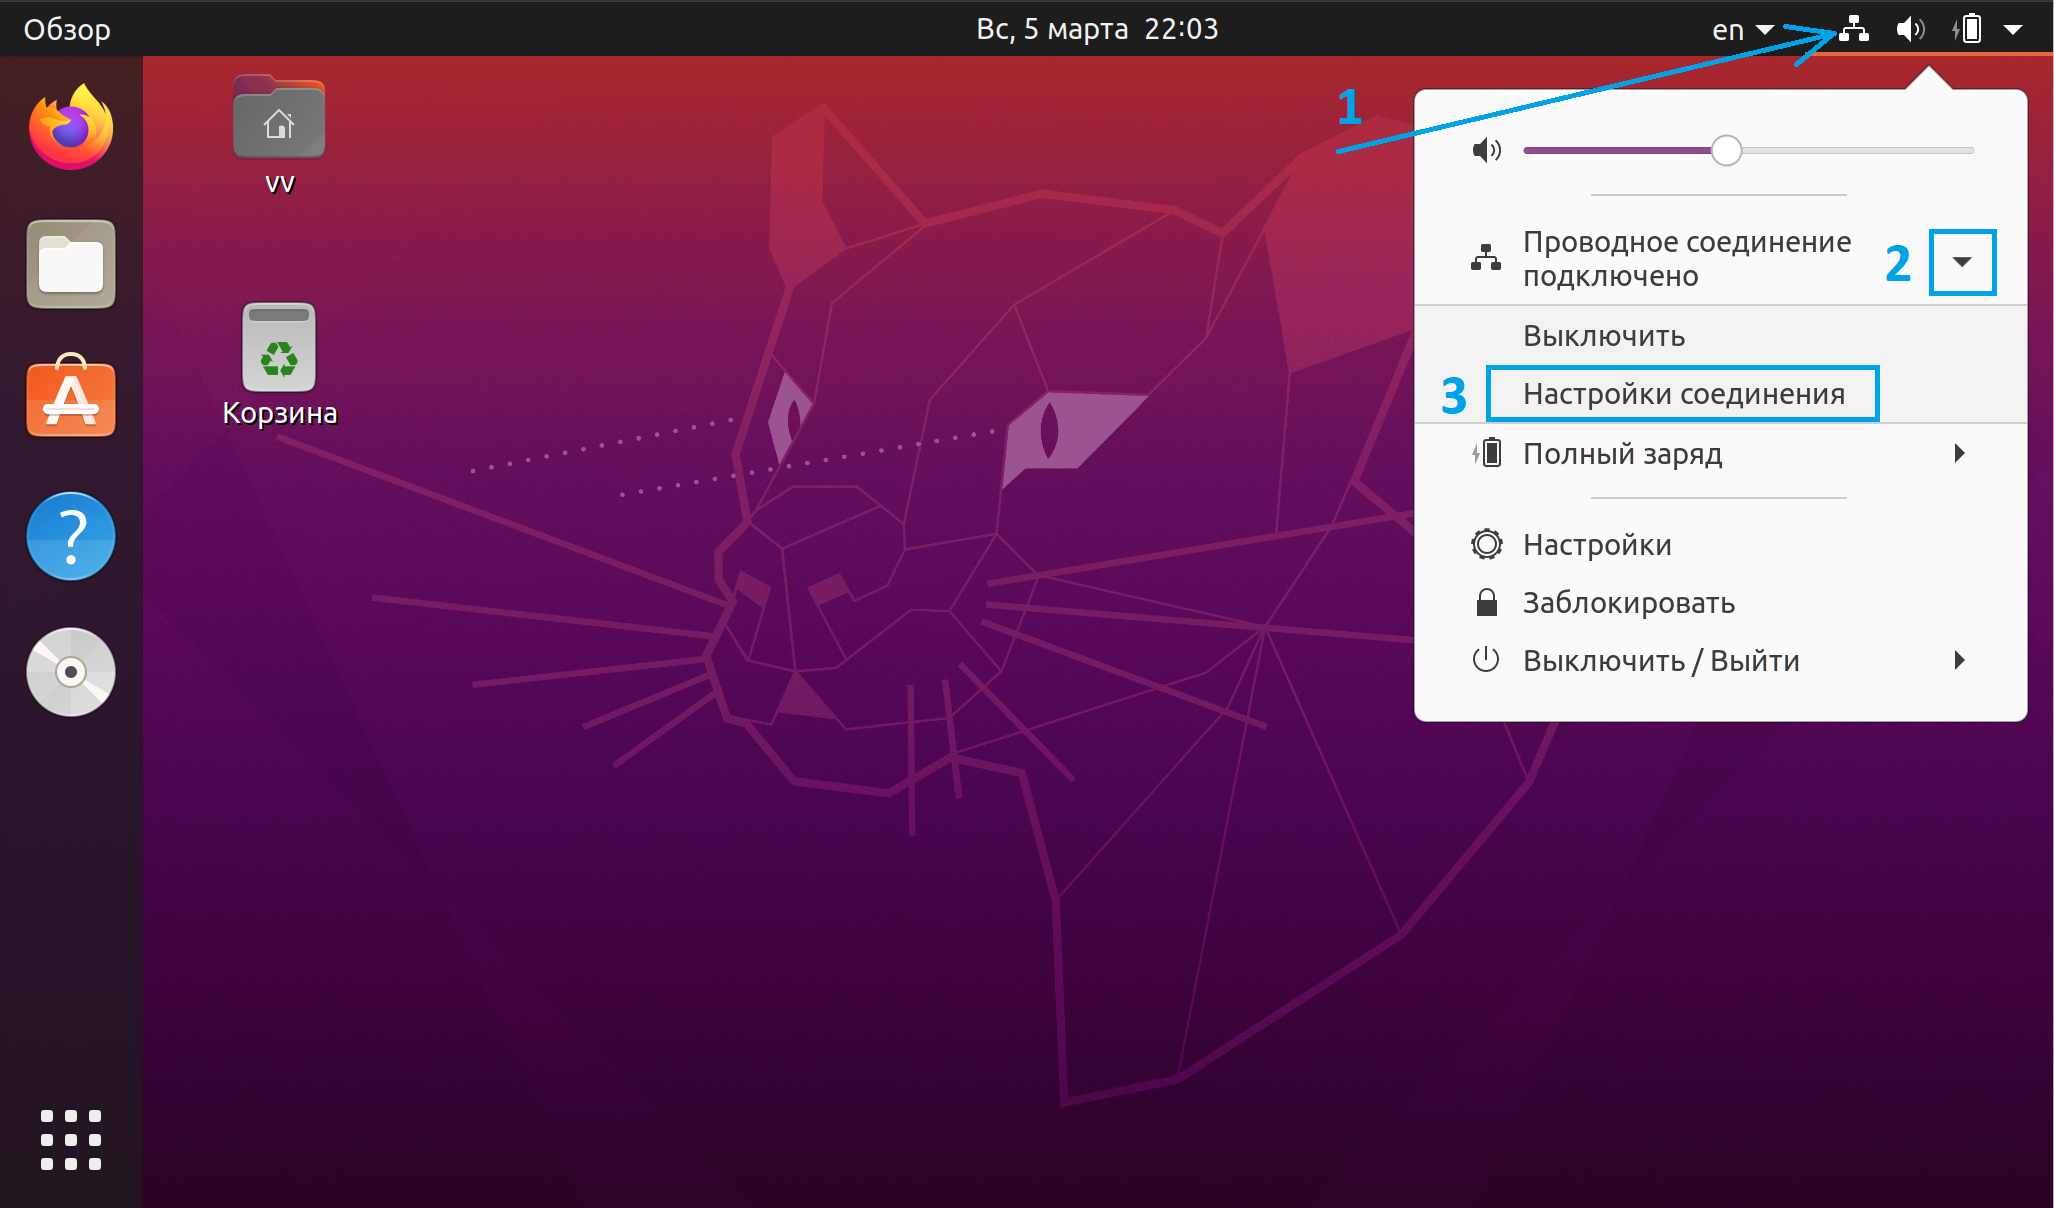 Обзор
Вс, 5 марта 22:03
en
1
vv
Корзина
Проводное соединение
подключено
2
Выключить
3
Настройки соединения
Полный заряд
Настройки
Заблокировать
Выключить / Выйти